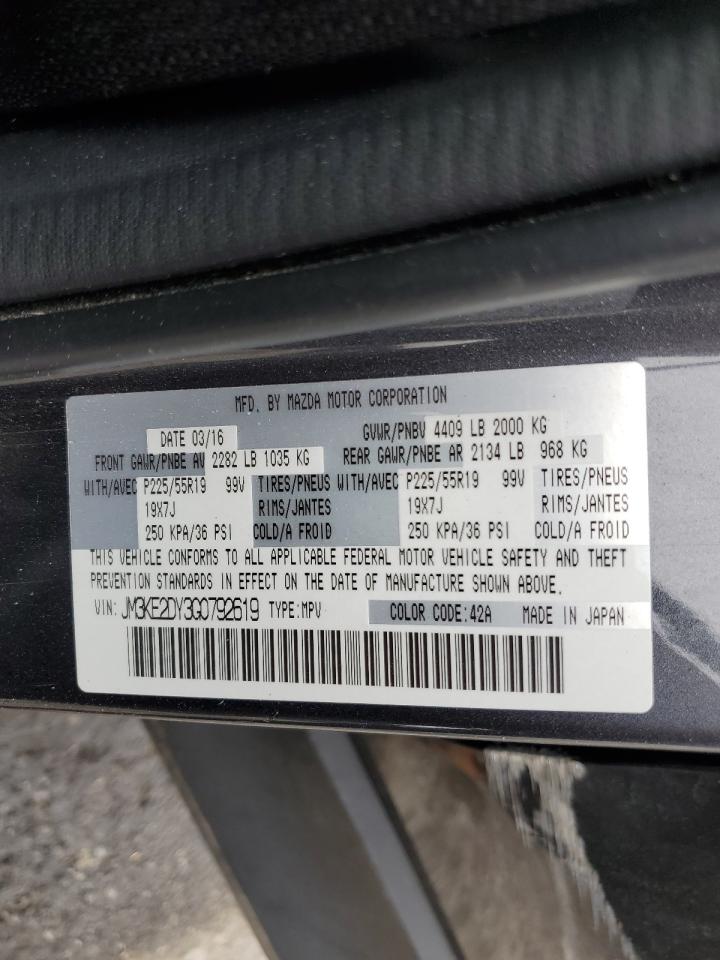 MFD. BY MAZDA MOTOR CORPORATION
DATE 03/16 GVWR/PNBV 4409 LB 2000 KG
FRONT GAWR/PNBE AV 2282 LB 1035 KG REAR GAWR/PNBE AR 2134 LB 968 KG
WITH/AVEC P225/55R19 99V TIRES/PNEUS WITH/AVEC P225/55R19 99V TIRES/PNEUS
19X7J RIMS/JANTES 19X7J RIMS/JANTES
250 KPA/36 PSI COLD/A FROID 250 KPA/36 PSI COLD/A FROID
THIS VEHICLE CONFORMS TO ALL APPLICABLE FEDERAL MOTOR VEHICLE SAFETY AND THEFT
PREVENTION STANDARDS IN EFFECT ON THE DATE OF MANUFACTURE SHOWN ABOVE.
VIN: JM3KE2DY3G0792619 TYPE:MPV COLOR CODE:42A MADE IN JAPAN